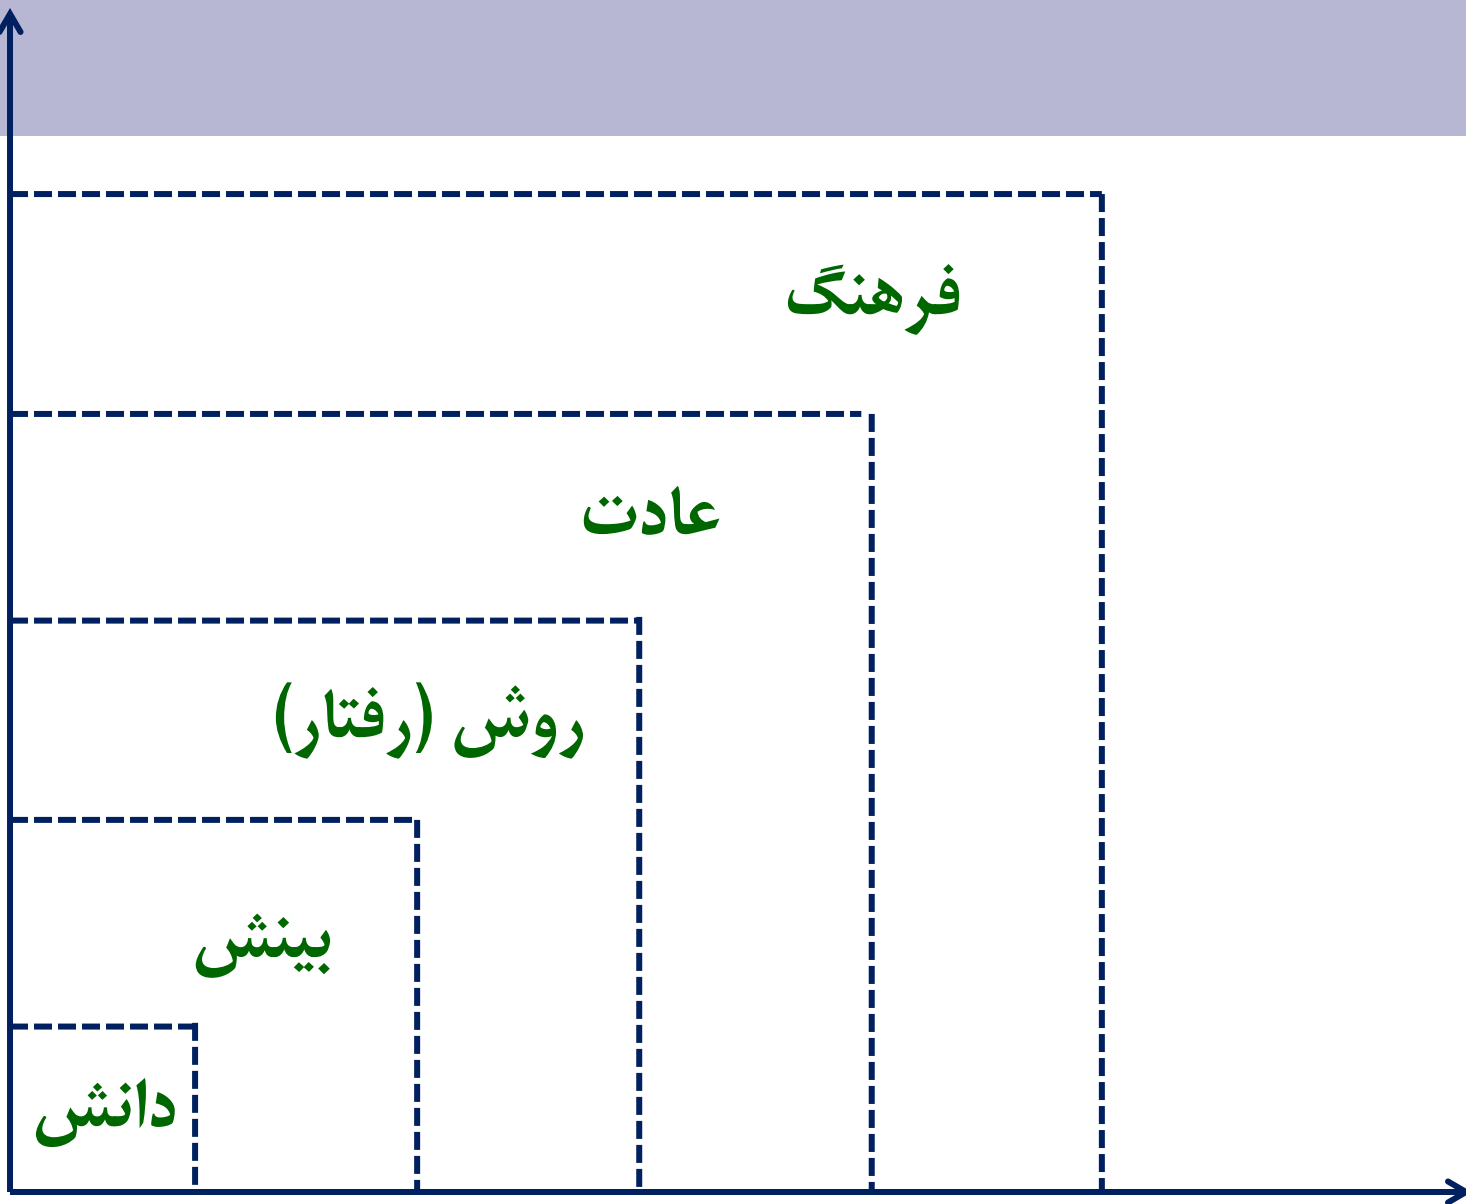 فرهنگ
عادت
روش (رفتار)
بینش
دانش